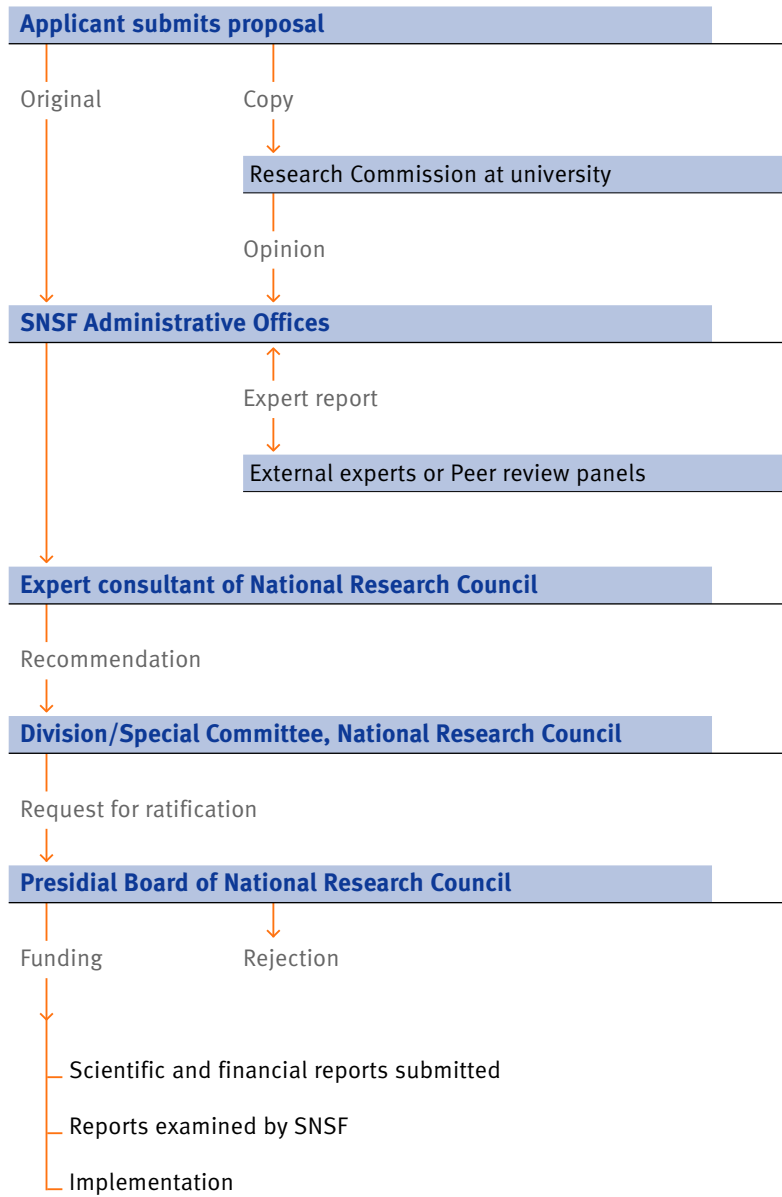 Applicant submits proposal
Original
Copy
Research Commission at university
Opinion
SNSF Administrative Offices
Expert report
External experts or Peer review panels
Expert consultant of National Research Council
Recommendation
Division/Special Committee, National Research Council
Request for ratification
Presidial Board of National Research Council
Funding
Rejection
Scientific and financial reports submitted
Reports examined by SNSF
Implementation